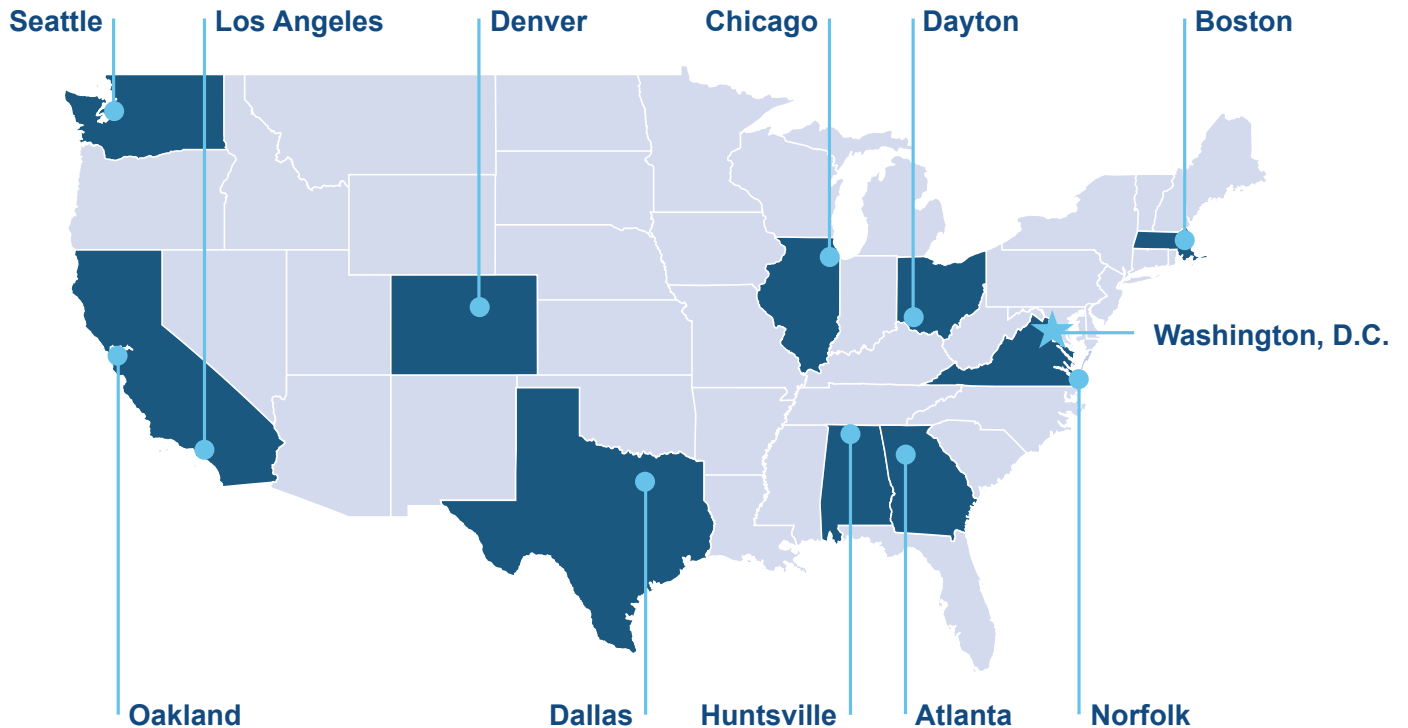 Seattle
Los Angeles
Denver
Chicago
Dayton
Boston
Washington, D.C.
Oakland
Dallas
Huntsville
Atlanta
Norfolk